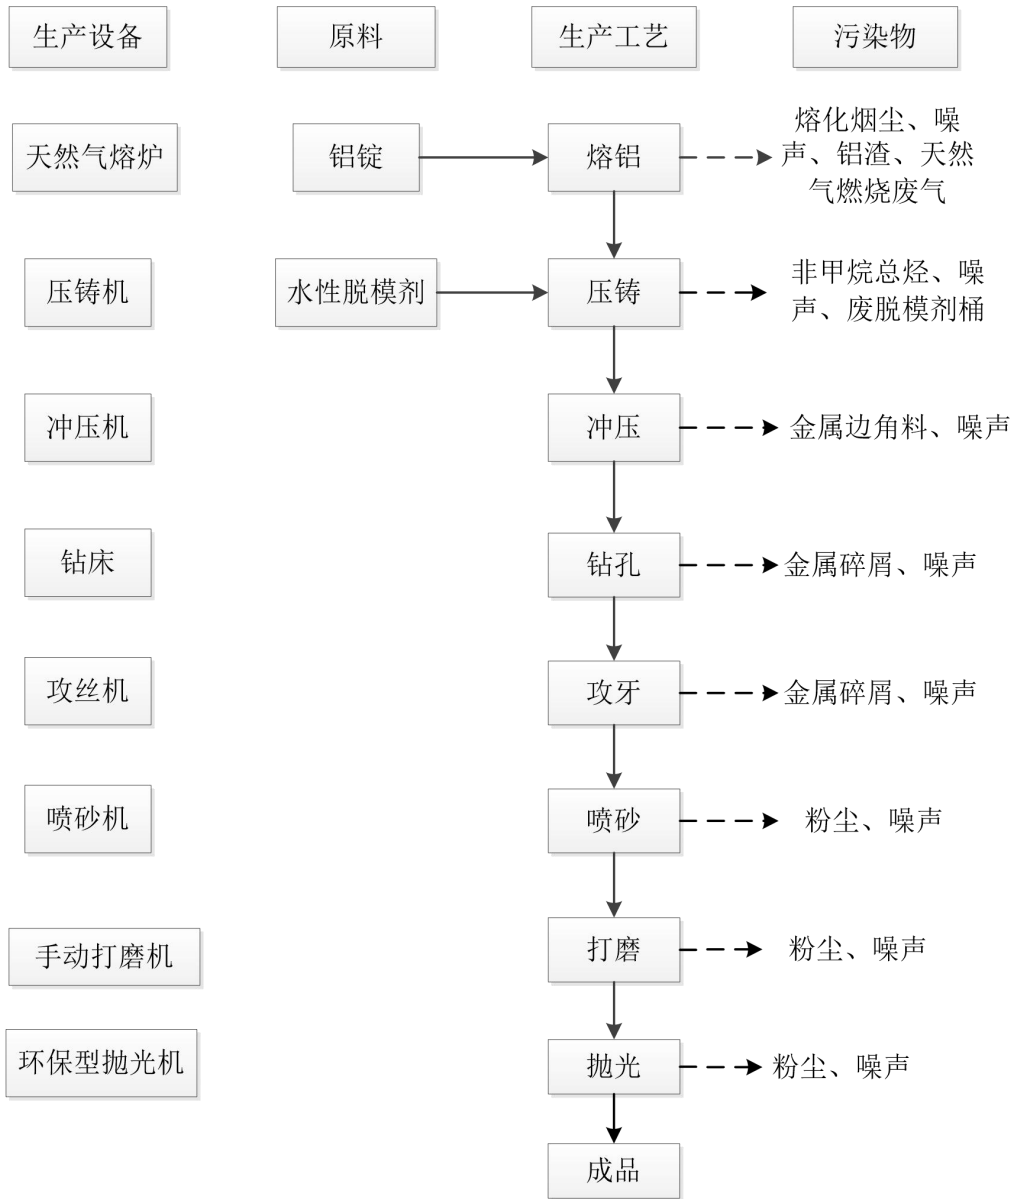 生产设备
原料
生产工艺
污染物
天然气熔炉
铝锭
熔铝
熔化烟尘、噪
声、铝渣、天然
气燃烧废气
压铸机
水性脱模剂
压铸
非甲烷总烃、噪
声、废脱模剂桶
冲压机
冲压
金属边角料、噪声
钻床
钻孔
金属碎屑、噪声
攻丝机
攻牙
金属碎屑、噪声
喷砂机
喷砂
粉尘、噪声
手动打磨机
打磨
粉尘、噪声
环保型抛光机
抛光
粉尘、噪声
成品